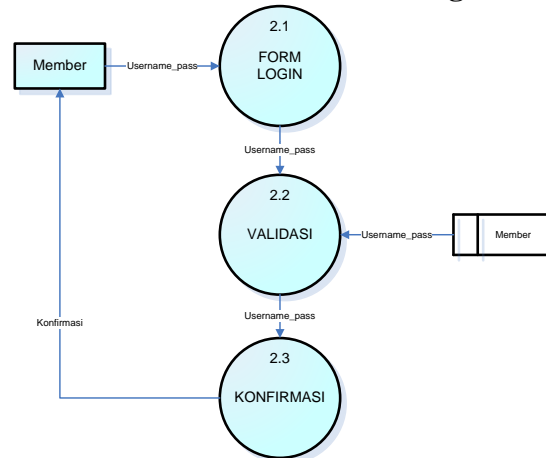 2.1
FORM
LOGIN
Member
Username_pass
Username_pass
2.2
VALIDASI
Username_pass
Member
Username_pass
Konfirmasi
2.3
KONFIRMASI